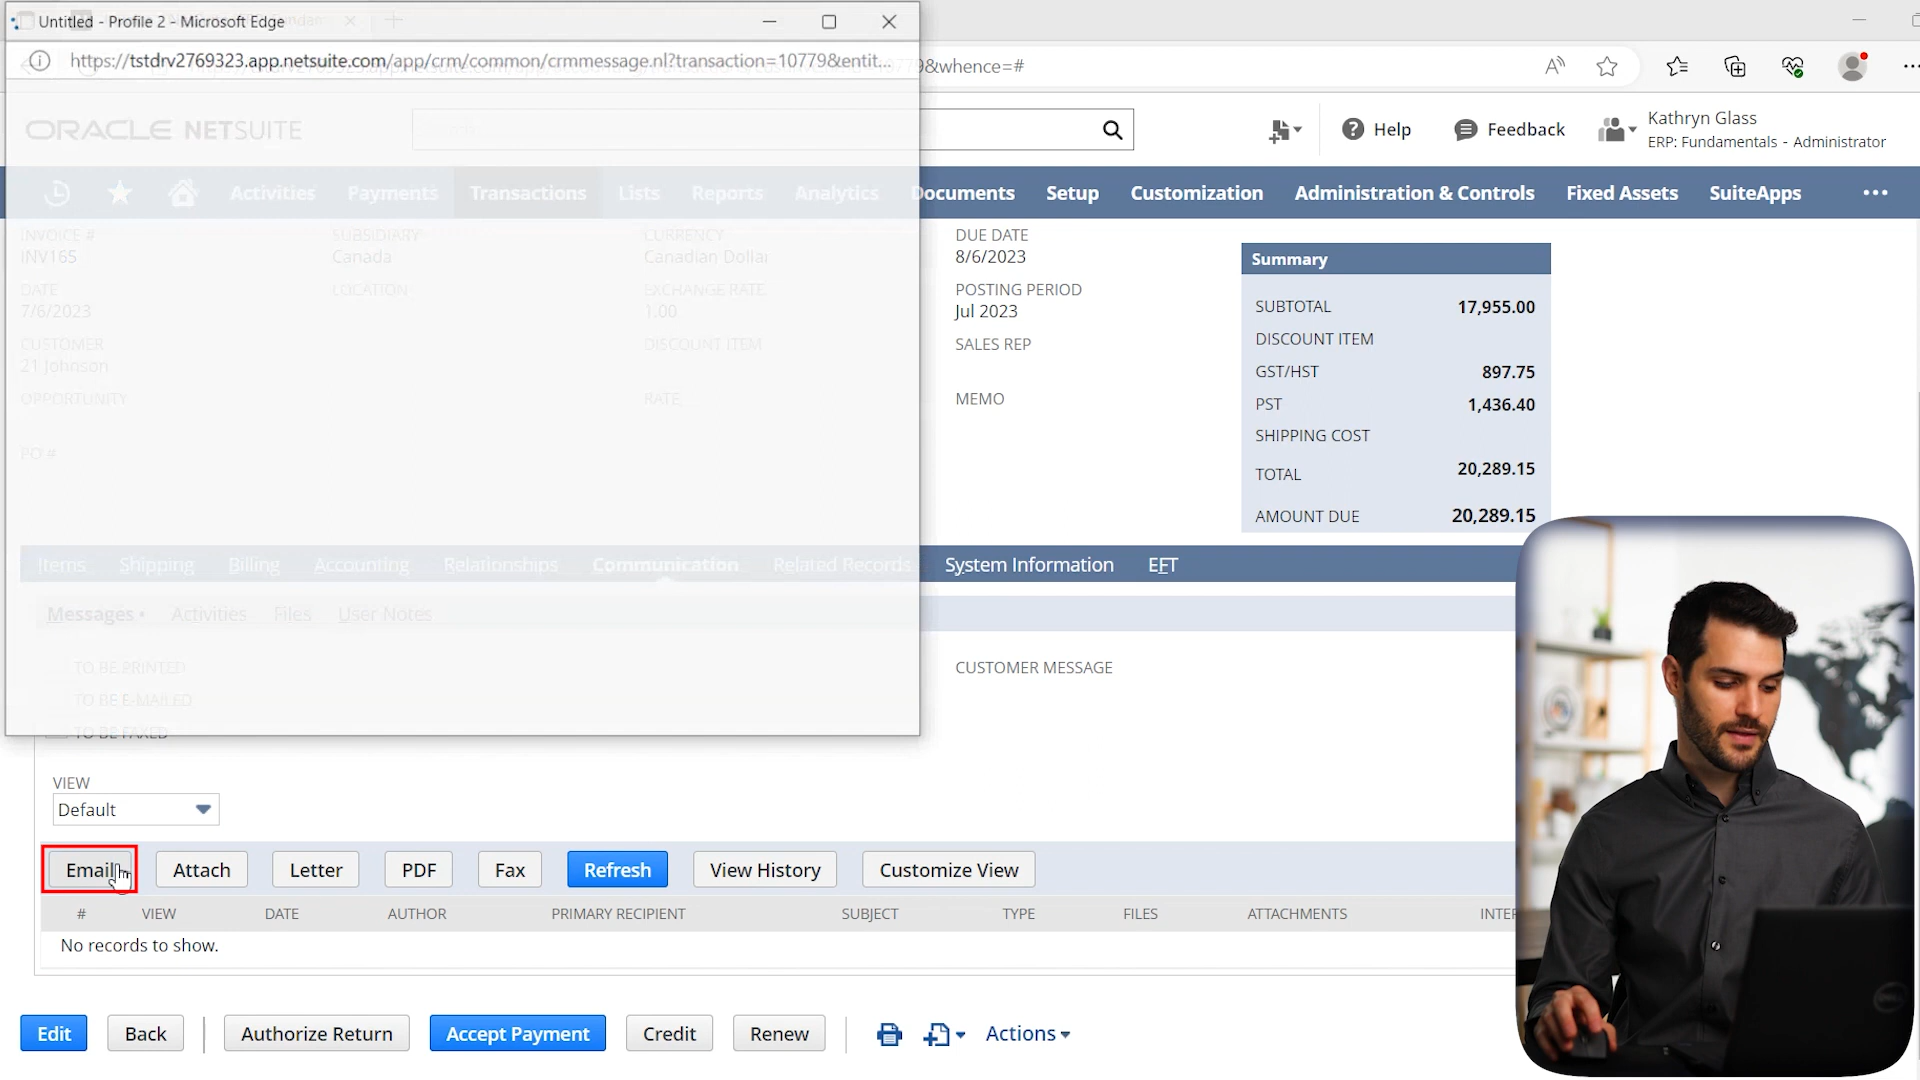 Untitled - Profile 2 - Microsoft Edge
https://tstdrv2769323.app.netsuite.com/app/crm/common/crmmessage.nl?transaction=10779&entit...
9&whence=#
ORACLE NETSUITE
Help
Feedback
Kathryn Glass
ERP: Fundamentals - Administrator
Activities Payments Transactions Lists Reports Analytics Documents Setup Customization Administration & Controls Fixed Assets SuiteApps
INVOICE # SUBSIDIARY CURRENCY DUE DATE
INV165 Canada Canadian Dollar 8/6/2023
DATE LOCATION EXCHANGE RATE POSTING PERIOD
7/6/2023 1.00 Jul 2023
CUSTOMER DISCOUNT ITEM SALES REP
21 Johnson
OPPORTUNITY RATE MEMO
PO #
Summary
SUBTOTAL 17,955.00
DISCOUNT ITEM
GST/HST 897.75
PST 1,436.40
SHIPPING COST
TOTAL 20,289.15
AMOUNT DUE 20,289.15
Items Shipping Billing Accounting Relationships Communication Related Records System Information EFT
Messages • Activities Files User Notes
TO BE PRINTED CUSTOMER MESSAGE
TO BE E-MAILED
TO BE FAXED
VIEW
Default
Email Attach Letter PDF Fax Refresh View History Customize View
# VIEW DATE AUTHOR PRIMARY RECIPIENT SUBJECT TYPE FILES ATTACHMENTS INTER
No records to show.
Edit Back Authorize Return Accept Payment Credit Renew Actions